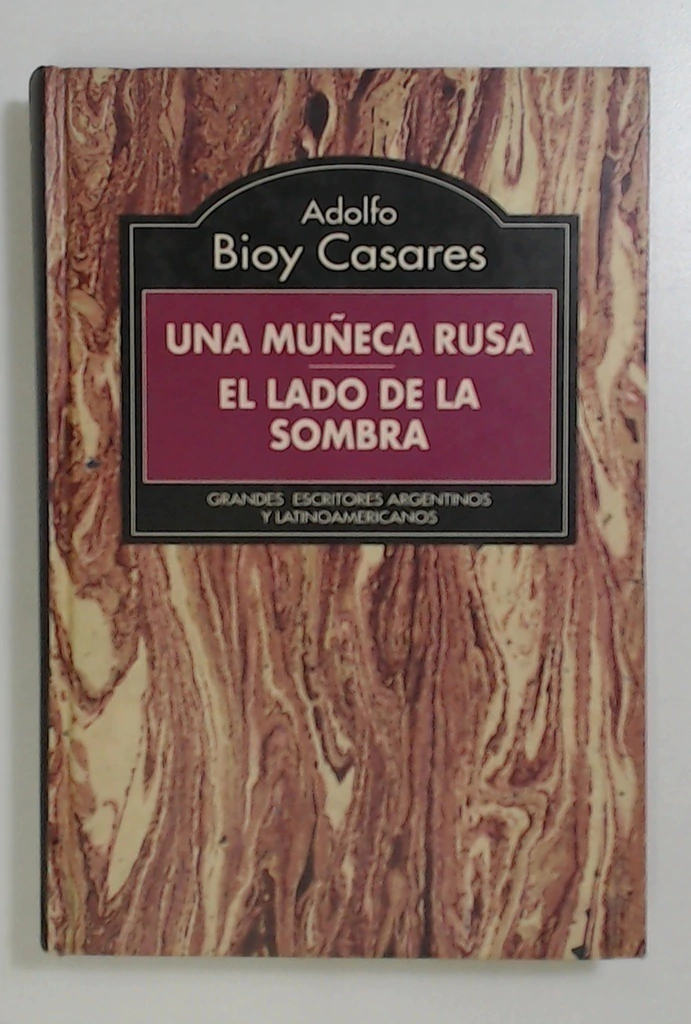 Adolfo
Bioy Casares
UNA MUÑECA RUSA
EL LADO DE LA
SOMBRA
GRANDES ESCRITORES ARGENTINOS
Y LATINOAMERICANOS